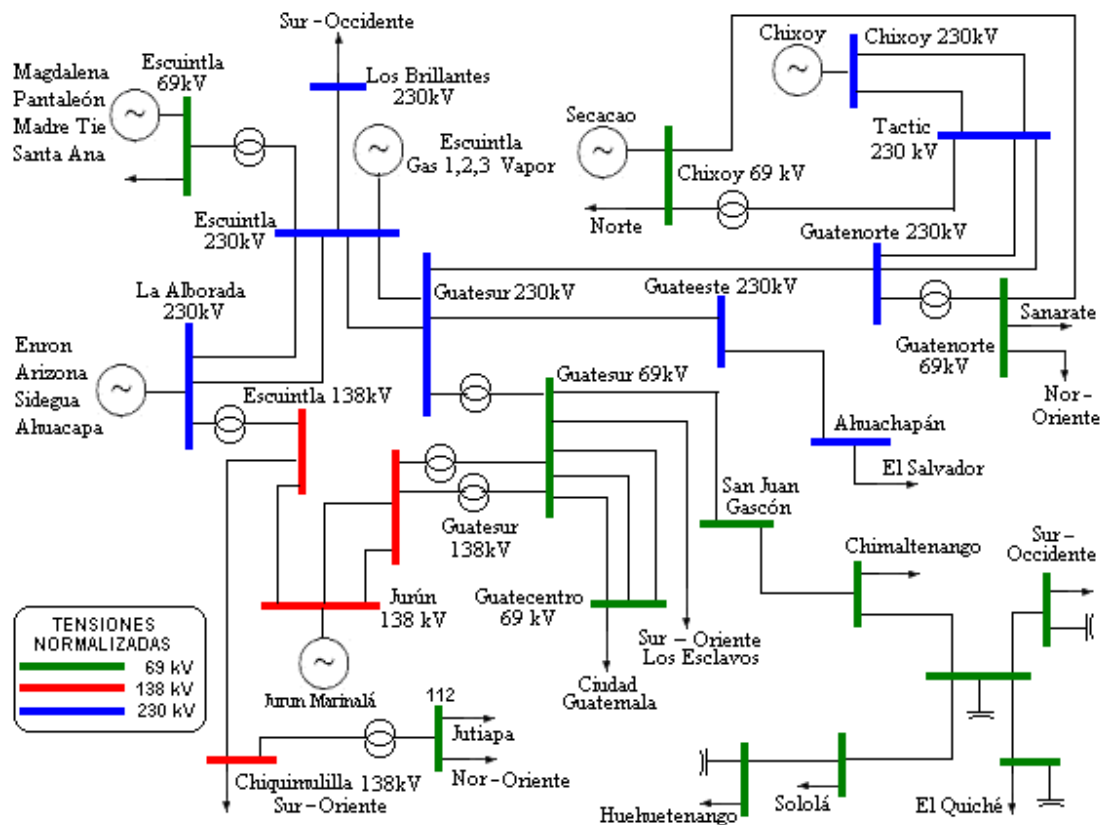 Sur-Occidente
Magdalena
Pantaleón
Madre Tie
Santa Ana
Escuintla
69kV
Los Brillantes
230kV
Escuintla
Gas 1,2,3 Vapor
Chixoy
Chixoy 230kV
Secacao
Tactic
230 kV
Chixoy 69 kV
Norte
Escuintla
230kV
Guatenorte 230kV
La Alborada
230kV
Guatesur 230kV
Guateeste 230kV
Sanarate
Guatenorte
69kV
Nor-
Oriente
Enron
Arizona
Sidegua
Ahuacapa
Escuintla 138kV
Guatesur 69kV
Ahuachapán
El Salvador
San Juan
Gascón
Guatesur
138kV
Chimaltenango
Sur-
Occidente
Jurún
138 kV
Guatecentro
69 kV
TENSIONES
NORMALIZADAS
69 kV
138 kV
230 kV
Jurun Marinalá
Sur-Oriente
Los Esclavos
Ciudad
Guatemala
112
Jutiapa
Nor-Oriente
Chiquimulilla 138kV
Sur-Oriente
Huehuetenango
Sololá
El Quiché